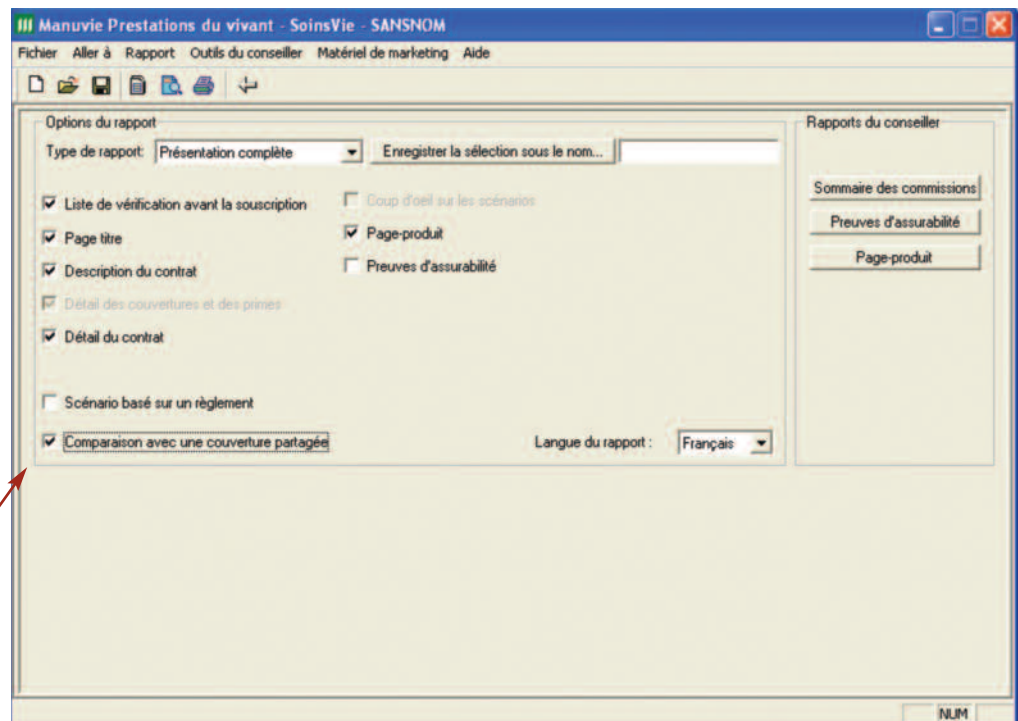 Manuvie Prestations du vivant - SoinsVie - SANSNOM
Fichier Aller à Rapport Outils du conseiller Matériel de marketing Aide
Options du rapport
Type de rapport: Présentation complète Enregistrer la sélection sous le nom...
Liste de vérification avant la souscription
Page titre
Description du contrat
Détail des couvertures et des primes
Détail du contrat
Scénario basé sur un règlement
Comparaison avec une couverture partagée
Coup d'oeil sur les scénarios
Page-produit
Preuves d'assurabilité
Langue du rapport : Français
Rapports du conseiller
Sommaire des commissions
Preuves d'assurabilité
Page-produit
NUM